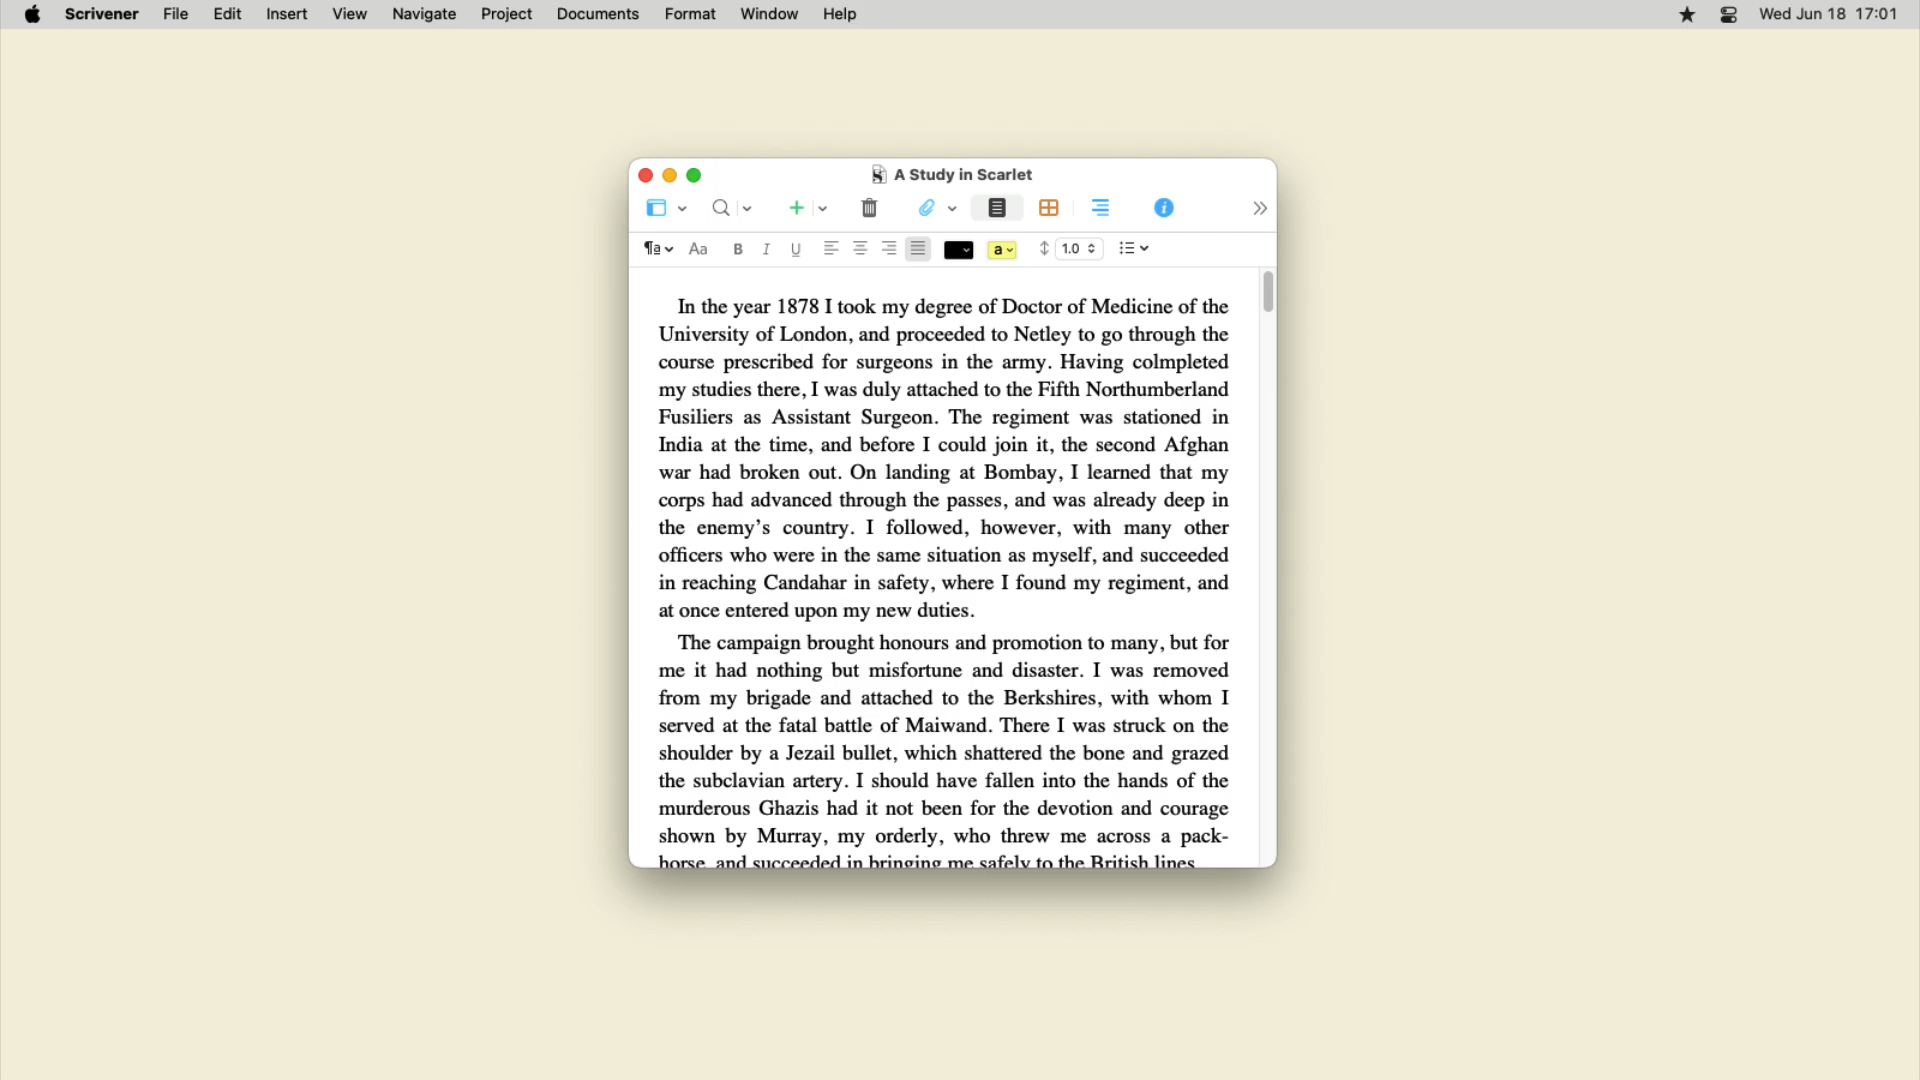 Scrivener File Edit Insert View Navigate Project Documents Format Window Help Wed Jun 18 17:01
A Study in Scarlet
¶a Aa B I U a 1.0
In the year 1878 I took my degree of Doctor of Medicine of the
University of London, and proceeded to Netley to go through the
course prescribed for surgeons in the army. Having colmpleted
my studies there, I was duly attached to the Fifth Northumberland
Fusiliers as Assistant Surgeon. The regiment was stationed in
India at the time, and before I could join it, the second Afghan
war had broken out. On landing at Bombay, I learned that my
corps had advanced through the passes, and was already deep in
the enemy’s country. I followed, however, with many other
officers who were in the same situation as myself, and succeeded
in reaching Candahar in safety, where I found my regiment, and
at once entered upon my new duties.
The campaign brought honours and promotion to many, but for
me it had nothing but misfortune and disaster. I was removed
from my brigade and attached to the Berkshires, with whom I
served at the fatal battle of Maiwand. There I was struck on the
shoulder by a Jezail bullet, which shattered the bone and grazed
the subclavian artery. I should have fallen into the hands of the
murderous Ghazis had it not been for the devotion and courage
shown by Murray, my orderly, who threw me across a pack-
horse, and succeeded in bringing me safely to the British lines.